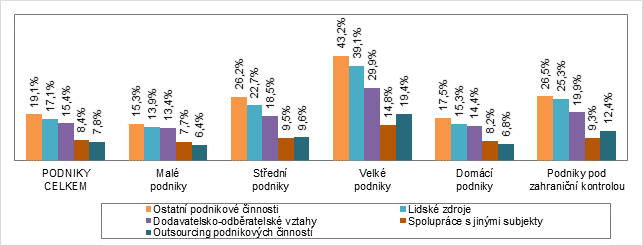 19,1% 17,1% 15,4% 8,4% 7,8%
15,3% 13,9% 13,4% 7,7% 6,4%
26,2% 22,7% 18,5% 9,5% 9,6%
43,2% 39,1% 29,9% 14,8% 19,4%
17,5% 15,3% 14,4% 8,2% 6,8%
26,5% 25,3% 19,9% 9,3% 12,4%
PODNIKY
CELKEM
Malé
podniky
Střední
podniky
Velké
podniky
Domácí
podniky
Podniky pod
zahraniční kontrolou
Ostatní podnikové činnosti
Lidské zdroje
Dodavatelsko-odběratelské vztahy
Spolupráce s jinými subjekty
Outsourcing podnikových činností